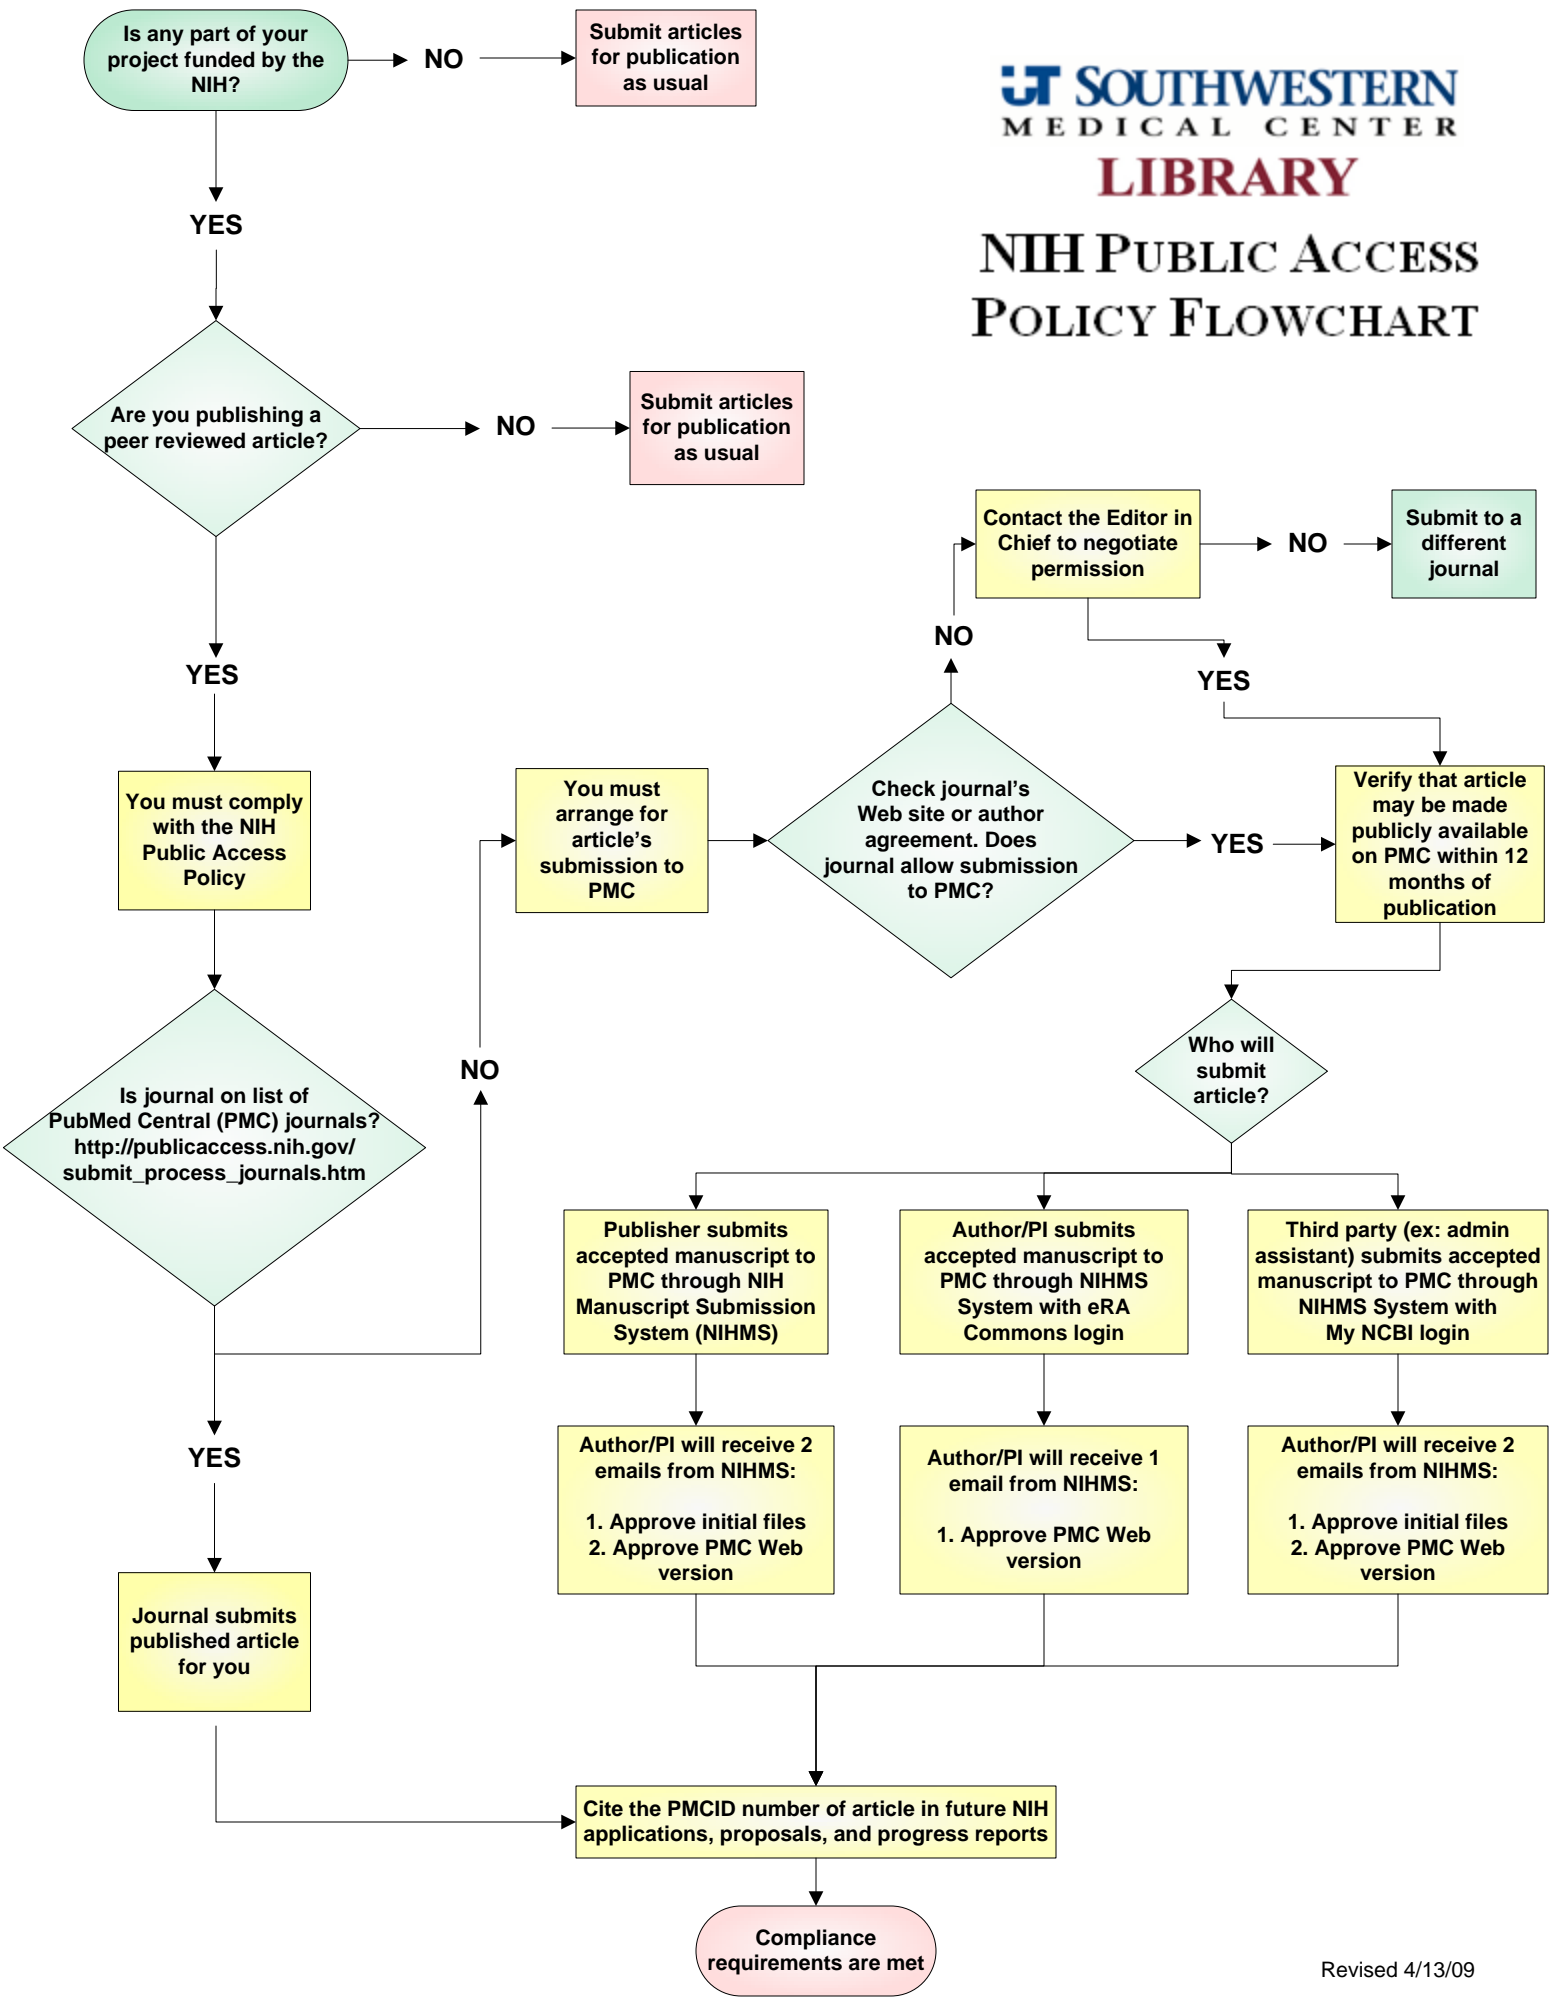 Is any part of your
project funded by the
NIH?
NO
Submit articles
for publication
as usual
UT SOUTHWESTERN
MEDICAL CENTER
LIBRARY
NIH PUBLIC ACCESS
POLICY FLOWCHART
YES
Are you publishing a
peer reviewed article?
NO
Submit articles
for publication
as usual
YES
Contact the Editor in
Chief to negotiate
permission
NO
Submit to a
different
journal
NO
YES
You must comply
with the NIH
Public Access
Policy
You must
arrange for
article's
submission to
PMC
Check journal's
Web site or author
agreement. Does
journal allow submission
to PMC?
YES
Verify that article
may be made
publicly available
on PMC within 12
months of
publication
NO
Who will
submit
article?
Is journal on list of
PubMed Central (PMC) journals?
http://publicaccess.nih.gov/
submit_process_journals.htm
Publisher submits
accepted manuscript to
PMC through NIH
Manuscript Submission
System (NIHMS)
Author/PI submits
accepted manuscript to
PMC through NIHMS
System with eRA
Commons login
Third party (ex: admin
assistant) submits accepted
manuscript to PMC through
NIHMS System with
My NCBI login
YES
Author/PI will receive 2
emails from NIHMS:
1. Approve initial files
2. Approve PMC Web
version
Author/PI will receive 1
email from NIHMS:
1. Approve PMC Web
version
Author/PI will receive 2
emails from NIHMS:
1. Approve initial files
2. Approve PMC Web
version
Journal submits
published article
for you
Cite the PMCID number of article in future NIH
applications, proposals, and progress reports
Compliance
requirements are met
Revised 4/13/09